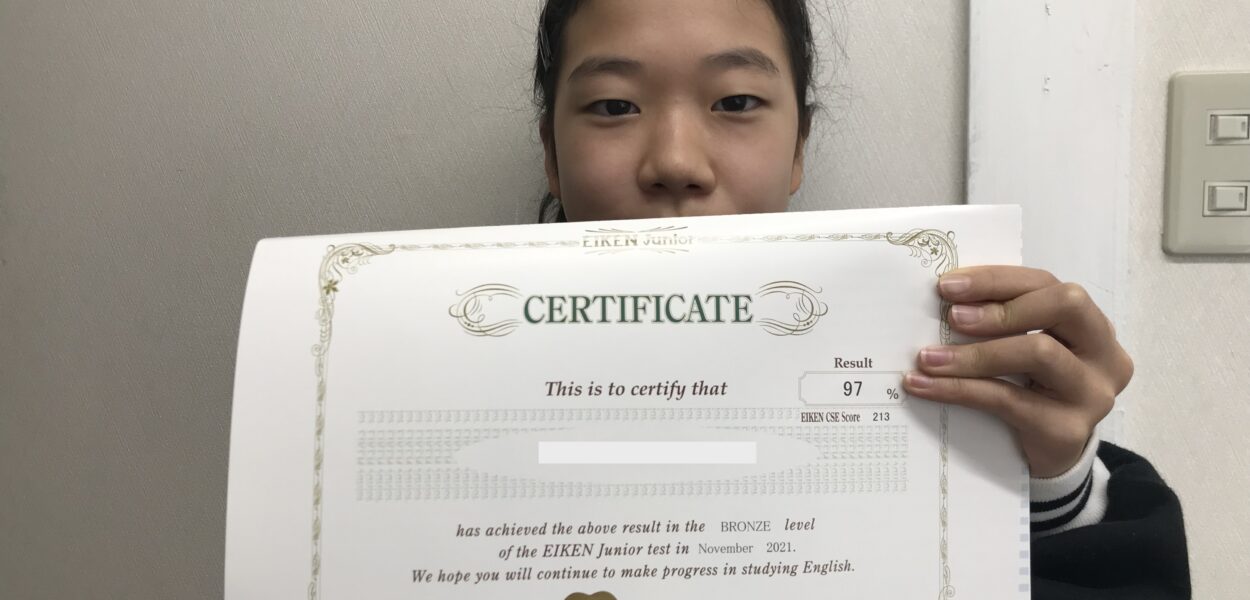 EIKEN Junior
CERTIFICATE
Result
This is to certify that
97 %
EIKEN CSE Score 213
has achieved the above result in the BRONZE level
of the EIKEN Junior test in November 2021.
We hope you will continue to make progress in studying English.